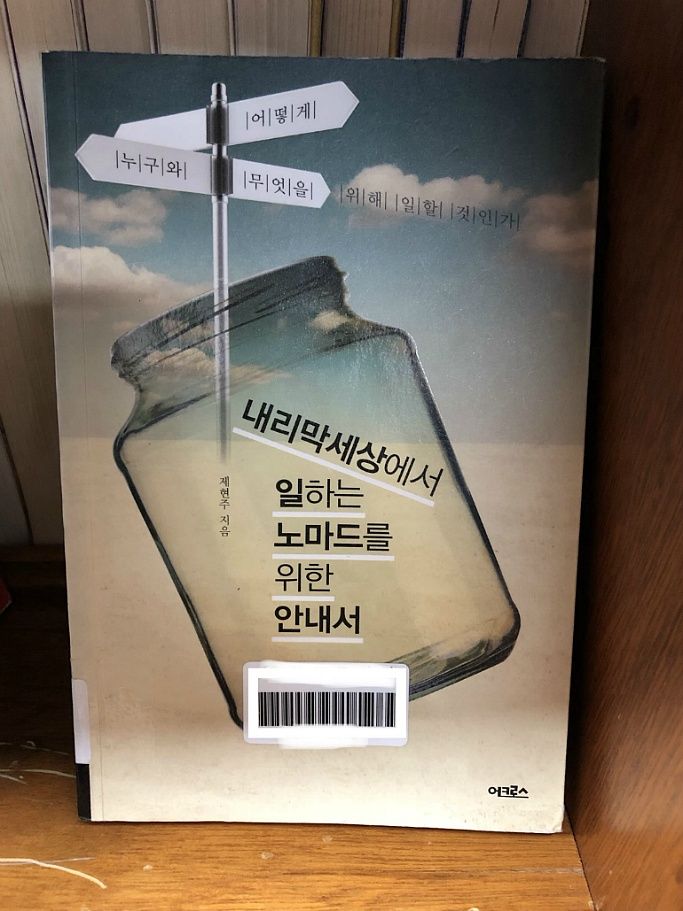 어떻게
누구와
무엇을 위해 일할 것인가
내리막세상에서
일하는
노마드를
위한
안내서
제현주 지음
어크로스